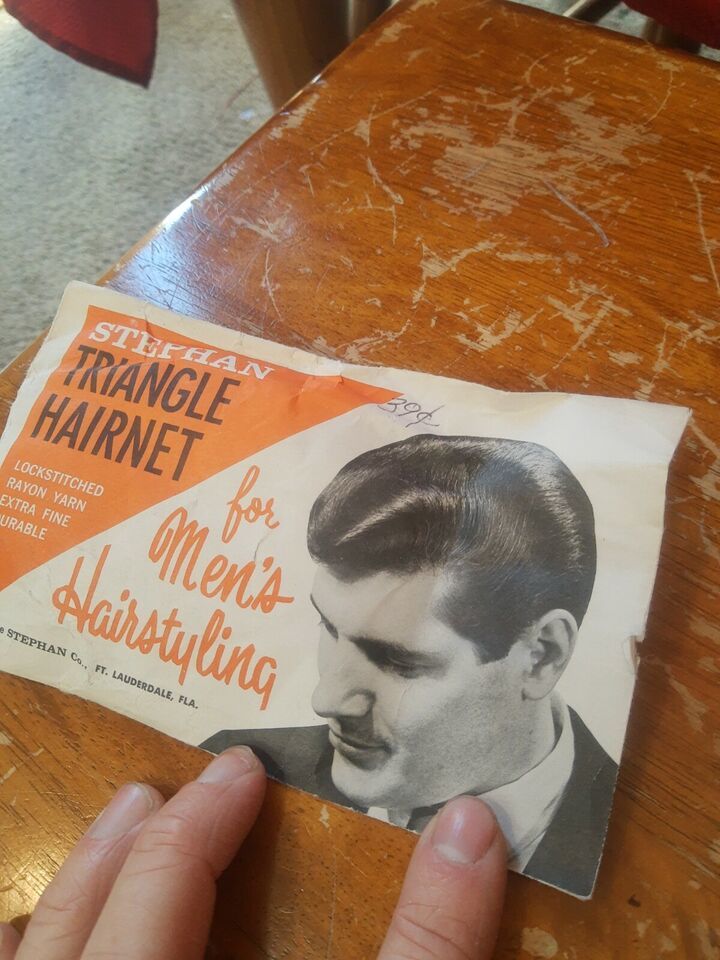 STEPHAN
TRIANGLE
HAIRNET
LOCKSTITCHED
RAYON YARN
EXTRA FINE
URABLE
39¢
for
Men's
Hairstyling
e STEPHAN Co., FT. LAUDERDALE, FLA.